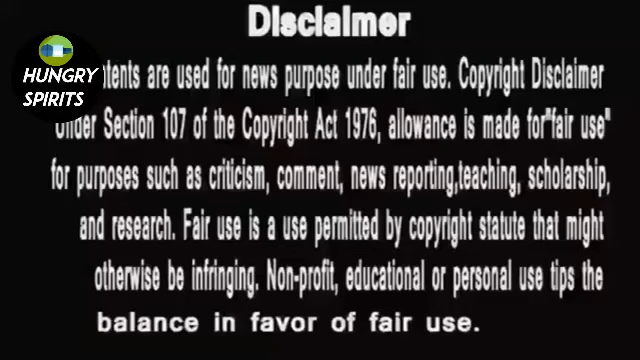 Disclaimer
HUNGRY
SPIRITS
are used for news purpose under fair use. Copyright Disclaimer
Under Section 107 of the Copyright Act 1976, allowance is made for"fair use"
for purposes such as criticism, comment, news reporting,teaching, scholarship,
and research. Fair use is a use permitted by copyright statute that might
otherwise be infringing. Non-profit, educational or personal use tips the
balance in favor of fair use.